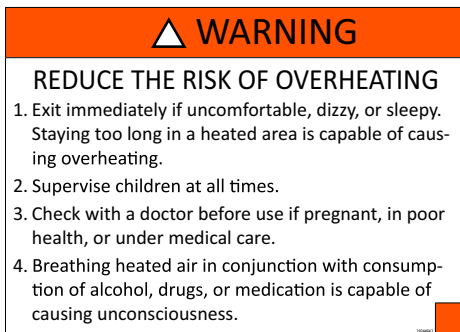 WARNING
REDUCE THE RISK OF OVERHEATING
1. Exit immediately if uncomfortable, dizzy, or sleepy.
Staying too long in a heated area is capable of caus-
ing overheating.
2. Supervise children at all times.
3. Check with a doctor before use if pregnant, in poor
health, or under medical care.
4. Breathing heated air in conjunction with consump-
tion of alcohol, drugs, or medication is capable of
causing unconsciousness.